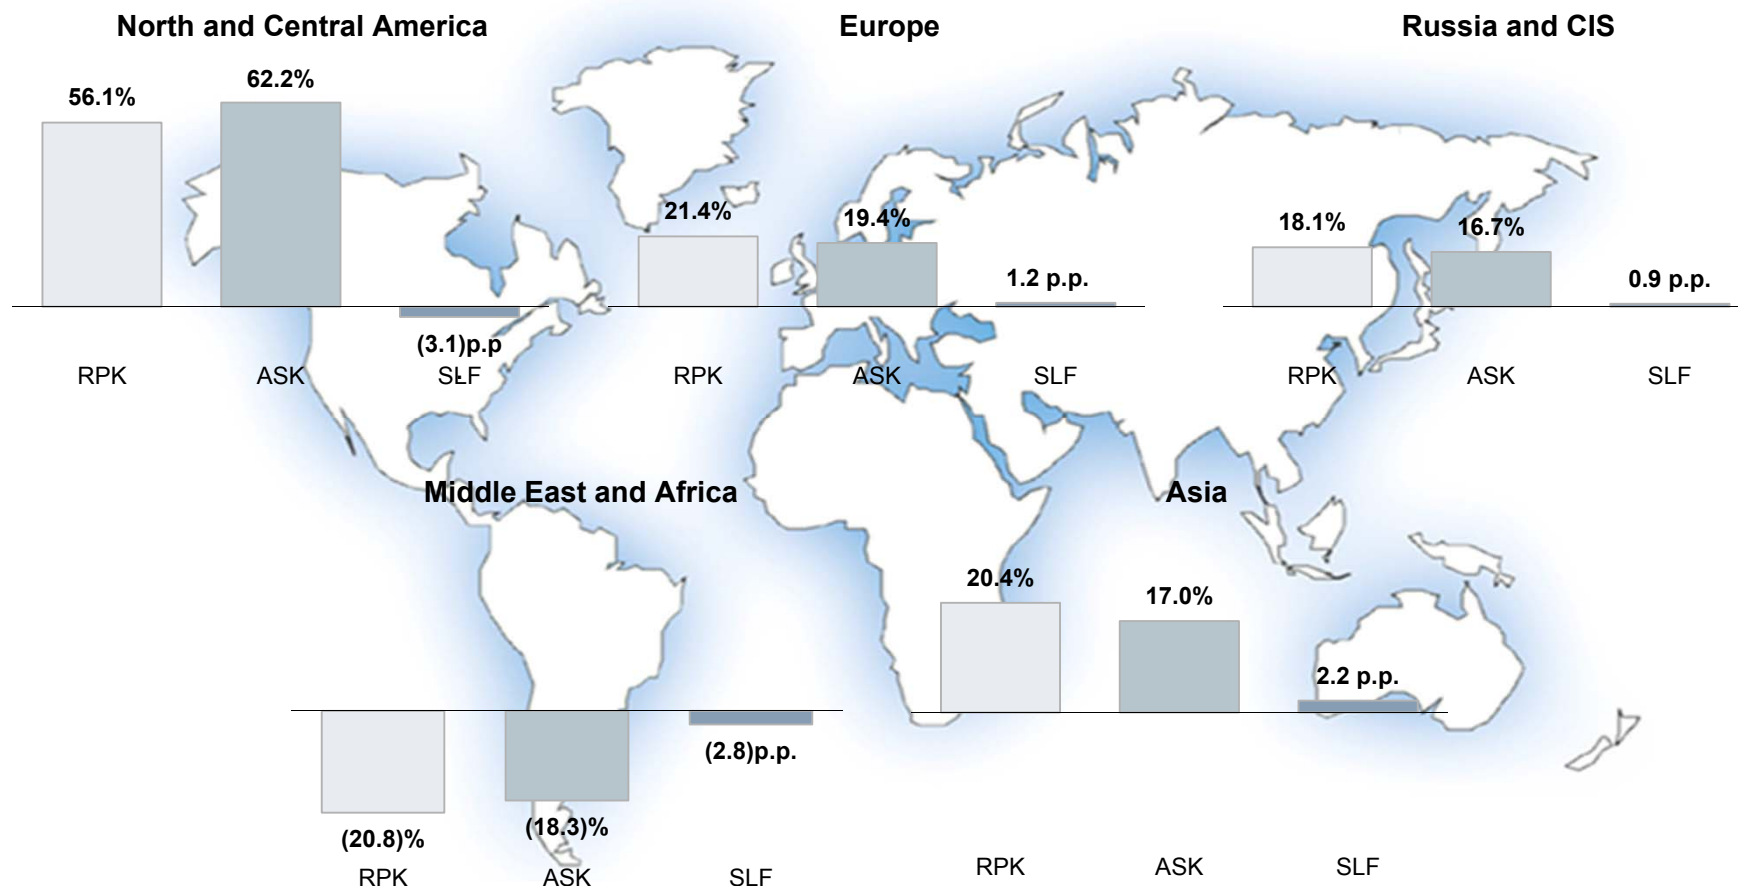 North and Central America
56.1%
62.2%
(3.1)p.p.
RPK
ASK
SLF
Europe
21.4%
19.4%
1.2 p.p.
RPK
ASK
SLF
Russia and CIS
18.1%
16.7%
0.9 p.p.
RPK
ASK
SLF
Middle East and Africa
(20.8)%
(18.3)%
(2.8)p.p.
RPK
ASK
SLF
Asia
20.4%
17.0%
2.2 p.p.
RPK
ASK
SLF